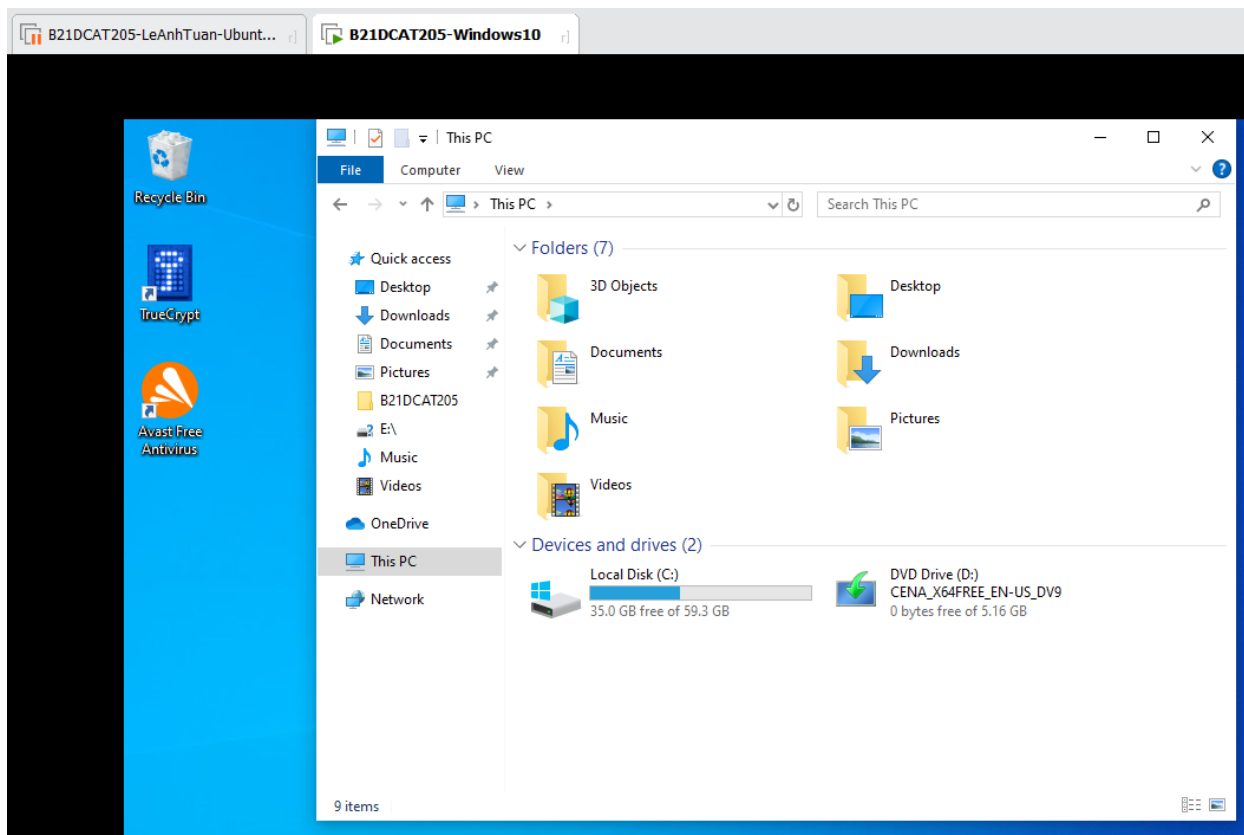 B21DCAT205-LeAnhTuan-Ubunt...
B21DCAT205-Windows10
Recycle Bin
TrueCrypt
Avast Free
Antivirus
This PC
File Computer View
This PC
Search This PC
Quick access
Desktop
Downloads
Documents
Pictures
B21DCAT205
E:\
Music
Videos
OneDrive
This PC
Network
Folders (7)
3D Objects
Desktop
Documents
Downloads
Music
Pictures
Videos
Devices and drives (2)
Local Disk (C:)
35.0 GB free of 59.3 GB
DVD Drive (D:)
CENA_X64FREE_EN-US_DV9
0 bytes free of 5.16 GB
9 items